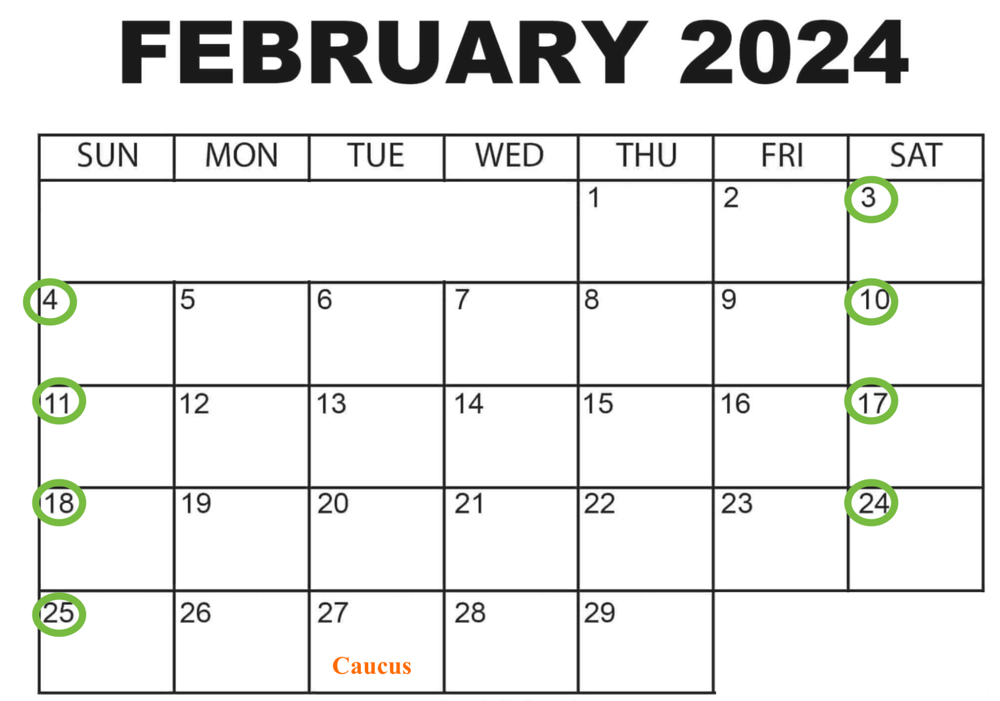 FEBRUARY 2024
SUN MON TUE WED THU FRI SAT
1 2 3
4 5 6 7 8 9 10
11 12 13 14 15 16 17
18 19 20 21 22 23 24
25 26 27 28 29
Caucus